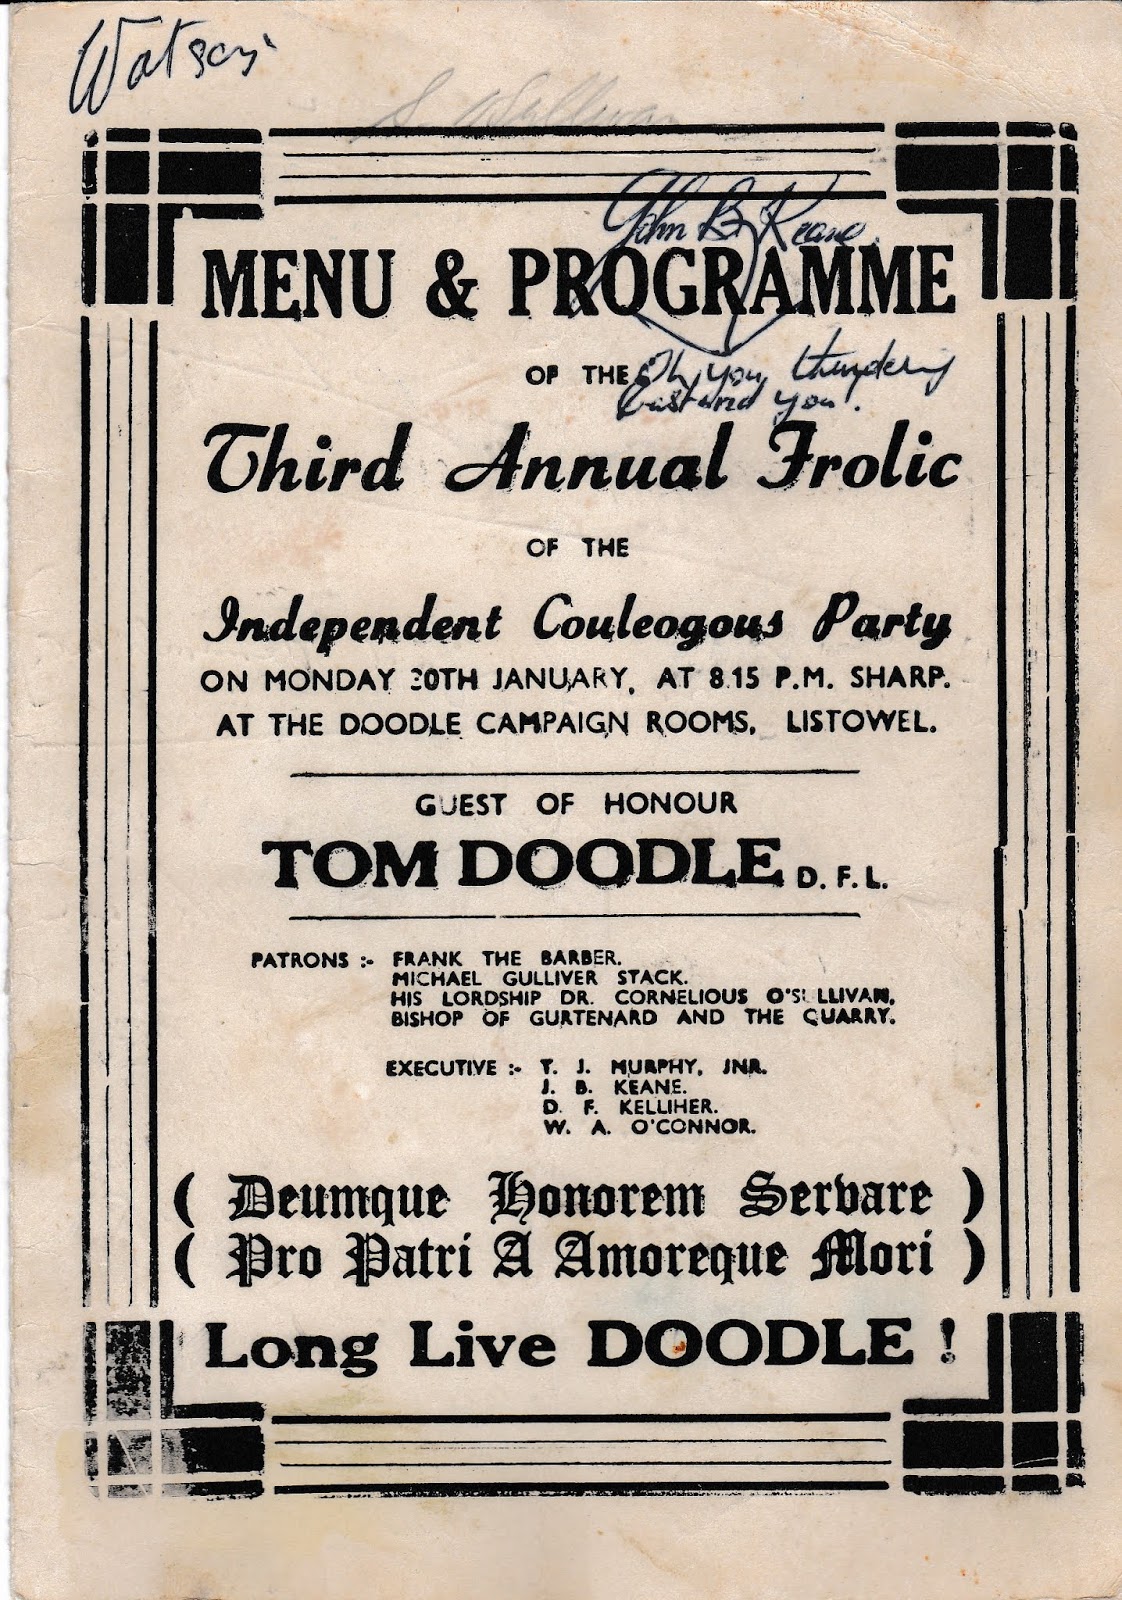 Watson
S. O'Sullivan
John B. Keane.
MENU & PROGRAMME
OF THE
Oh, you, thundering
bastard you.
Third Annual Frolic
OF THE
Independent Couleogous Party
ON MONDAY 30TH JANUARY, AT 8.15 P.M. SHARP.
AT THE DOODLE CAMPAIGN ROOMS, LISTOWEL.
GUEST OF HONOUR
TOM DOODLE D. F. L.
PATRONS :- FRANK THE BARBER.
MICHAEL GULLIVER STACK.
HIS LORDSHIP DR. CORNELIOUS O'SULLIVAN,
BISHOP OF GURTENARD AND THE QUARRY.
EXECUTIVE :- T. J. MURPHY, JNR.
J. B. KEANE.
D. F. KELLIHER.
W. A. O'CONNOR.
( Deumque Honorem Servare )
( Pro Patri A Amoreque Mori )
Long Live DOODLE !